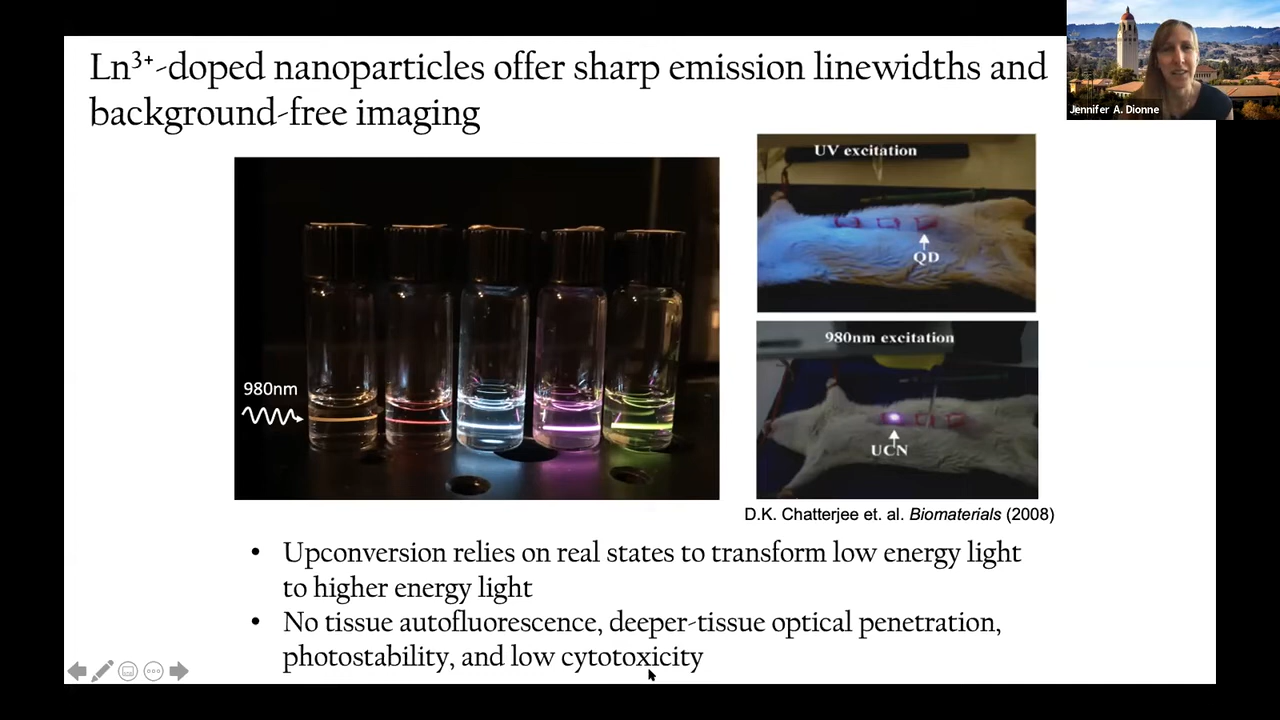 Ln³⁺-doped nanoparticles offer sharp emission linewidths and
background-free imaging
Jennifer A. Dionne
UV excitation
QD
980nm
980nm excitation
UCN
D.K. Chatterjee et. al. Biomaterials (2008)
• Upconversion relies on real states to transform low energy light
to higher energy light
• No tissue autofluorescence, deeper-tissue optical penetration,
photostability, and low cytotoxicity